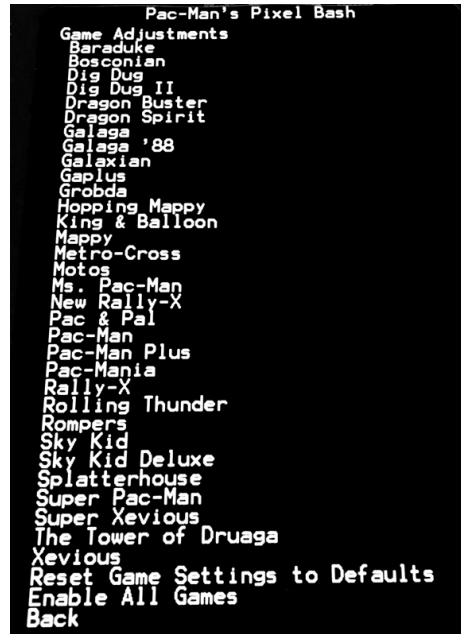 Pac-Man's Pixel Bash
Game Adjustments
Baraduke
Bosconian
Dig Dug
Dig Dug II
Dragon Buster
Dragon Spirit
Galaga
Galaga '88
Galaxian
Gaplus
Grobda
Hopping Mappy
King & Balloon
Mappy
Metro-Cross
Motos
Ms. Pac-Man
New Rally-X
Pac & Pal
Pac-Man
Pac-Man Plus
Pac-Mania
Rally-X
Rolling Thunder
Rompers
Sky Kid
Sky Kid Deluxe
Splatterhouse
Super Pac-Man
Super Xevious
The Tower of Druaga
Xevious
Reset Game Settings to Defaults
Enable All Games
Back